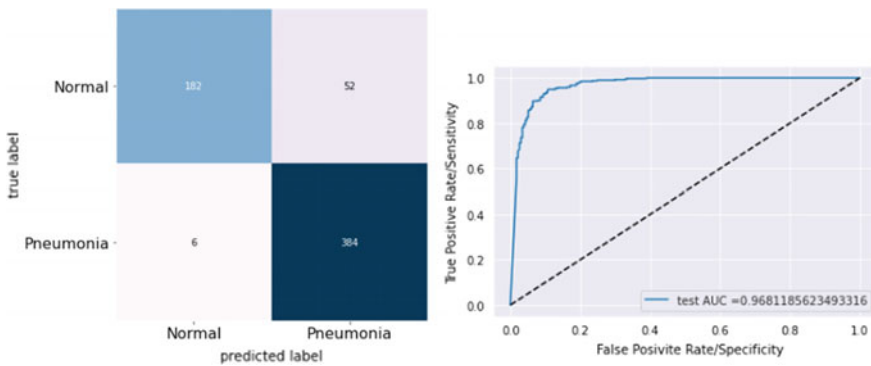 Normal
182
52
true label
Pneumonia
6
384
Normal
Pneumonia
predicted label
1.0
0.8
0.6
0.4
0.2
0.0
True Positive Rate/Sensitivity
test AUC =0.9681185623493316
0.0
0.2
0.4
0.6
0.8
1.0
False Posivite Rate/Specificity